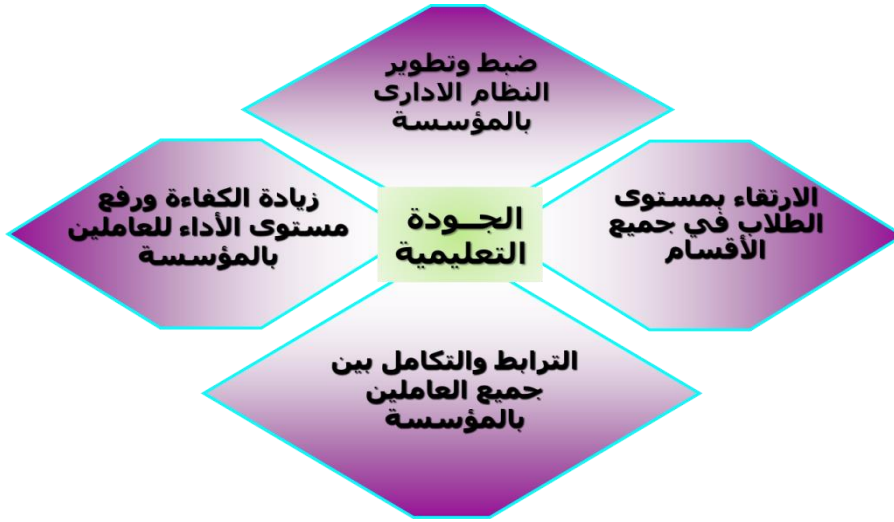 ضبط وتطوير
النظام الادارى
بالمؤسسة
الارتقاء بمستوى
الطلاب في جميع
الأقسام
الجــودة
التعليمية
زيادة الكفاءة ورفع
مستوى الأداء للعاملين
بالمؤسسة
الترابط والتكامل بين
جميع العاملين
بالمؤسسة